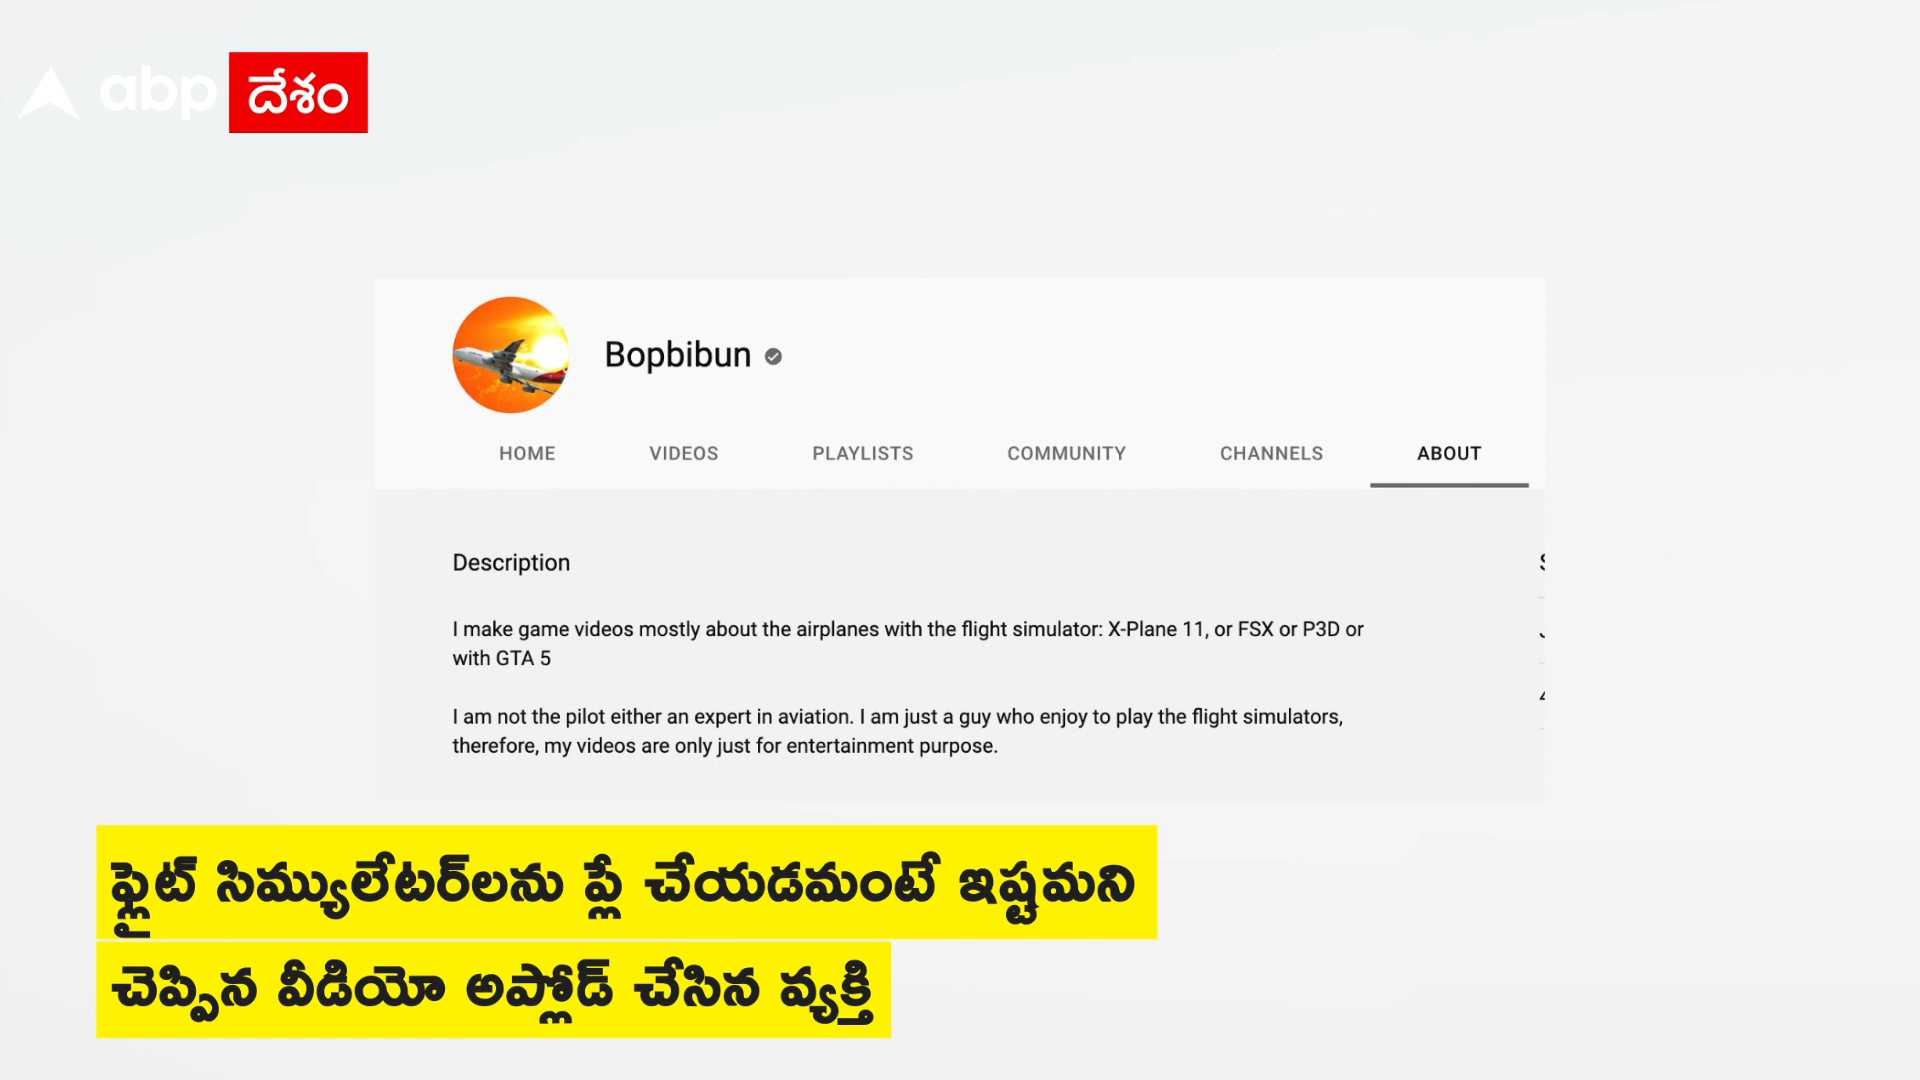 abp దేశం
Bopbibun
HOME VIDEOS PLAYLISTS COMMUNITY CHANNELS ABOUT
Description
I make game videos mostly about the airplanes with the flight simulator: X-Plane 11, or FSX or P3D or
with GTA 5
I am not the pilot either an expert in aviation. I am just a guy who enjoy to play the flight simulators,
therefore, my videos are only just for entertainment purpose.
ఫ్లైట్ సిమ్యులేటర్‌లను ప్లే చేయడమంటే ఇష్టమని
చెప్పిన వీడియో అప్లోడ్ చేసిన వ్యక్తి